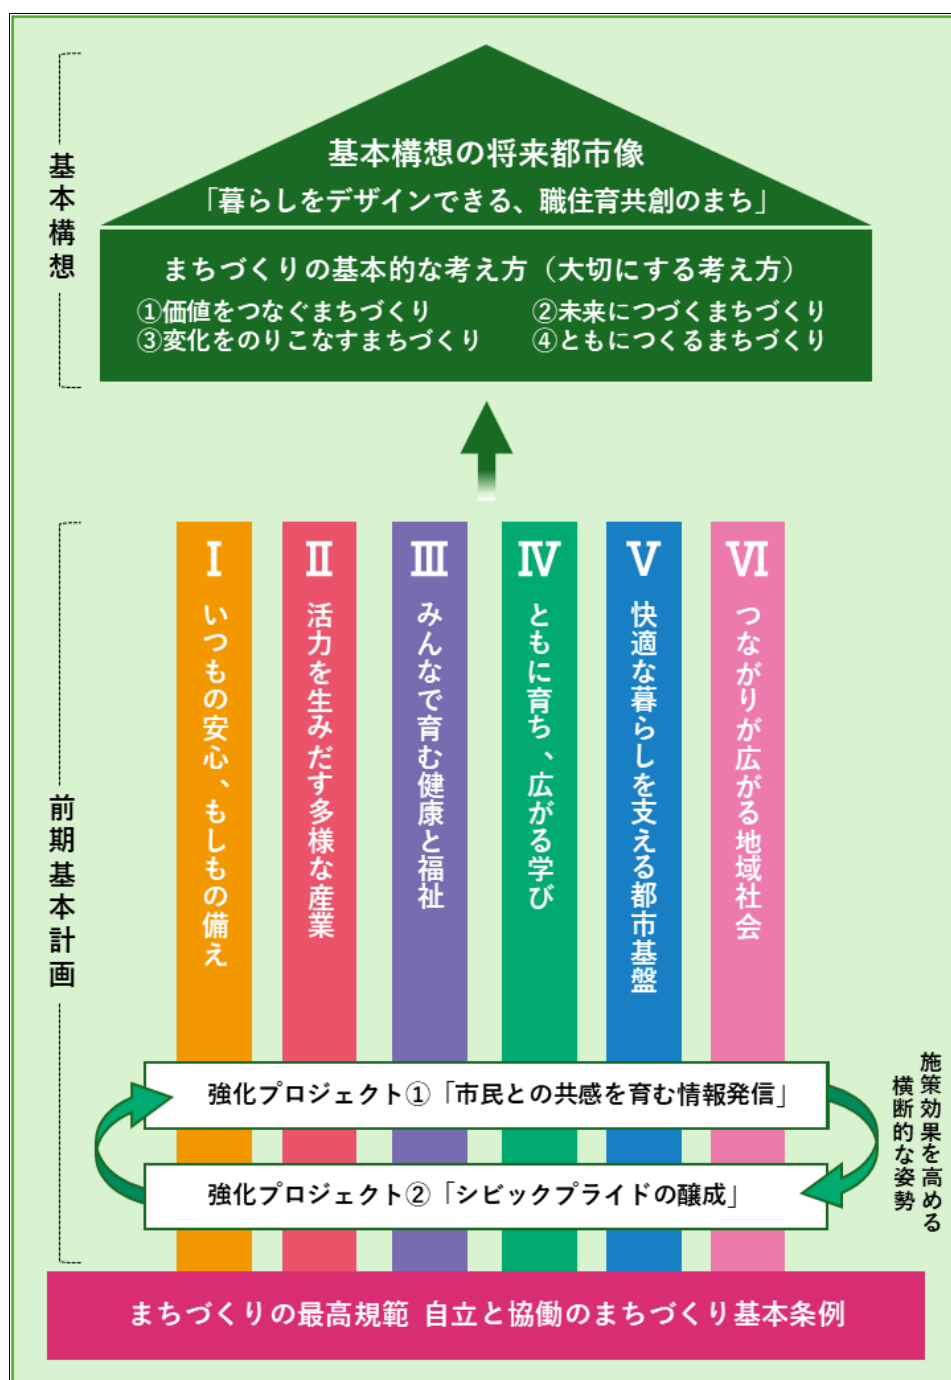 基本構想
基本構想の将来都市像
「暮らしをデザインできる、職住育共創のまち」
まちづくりの基本的な考え方（大切にする考え方）
①価値をつなぐまちづくり
②未来につづくまちづくり
③変化をのりこなすまちづくり
④ともにつくるまちづくり
前期基本計画
Ⅰ いつもの安心、もしもの備え
Ⅱ 活力を生みだす多様な産業
Ⅲ みんなで育む健康と福祉
Ⅳ ともに育ち、広がる学び
Ⅴ 快適な暮らしを支える都市基盤
Ⅵ つながりが広がる地域社会
強化プロジェクト①「市民との共感を育む情報発信」
強化プロジェクト②「シビックプライドの醸成」
施策効果を高める
横断的な姿勢
まちづくりの最高規範 自立と協働のまちづくり基本条例